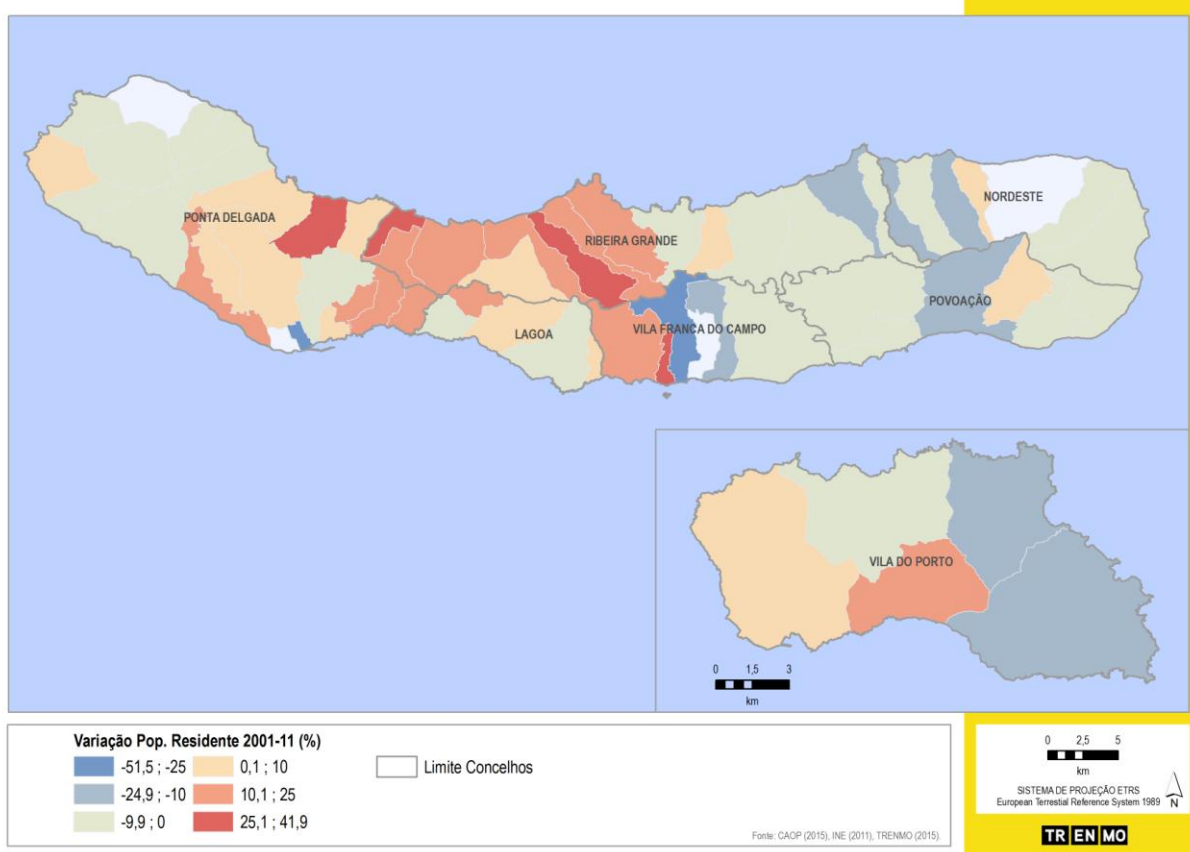 PONTA DELGADA
RIBEIRA GRANDE
NORDESTE
LAGOA
VILA FRANCA DO CAMPO
POVOAÇÃO
VILA DO PORTO
0 1,5 3
km
Variação Pop. Residente 2001-11 (%)
-51,5 ; -25
-24,9 ; -10
-9,9 ; 0
0,1 ; 10
10,1 ; 25
25,1 ; 41,9
Limite Concelhos
Fonte: CAOP (2015), INE (2011), TRENMO (2015).
0 2,5 5
km
SISTEMA DE PROJEÇÃO ETRS
European Terrestial Reference System 1989
N
TRENMO